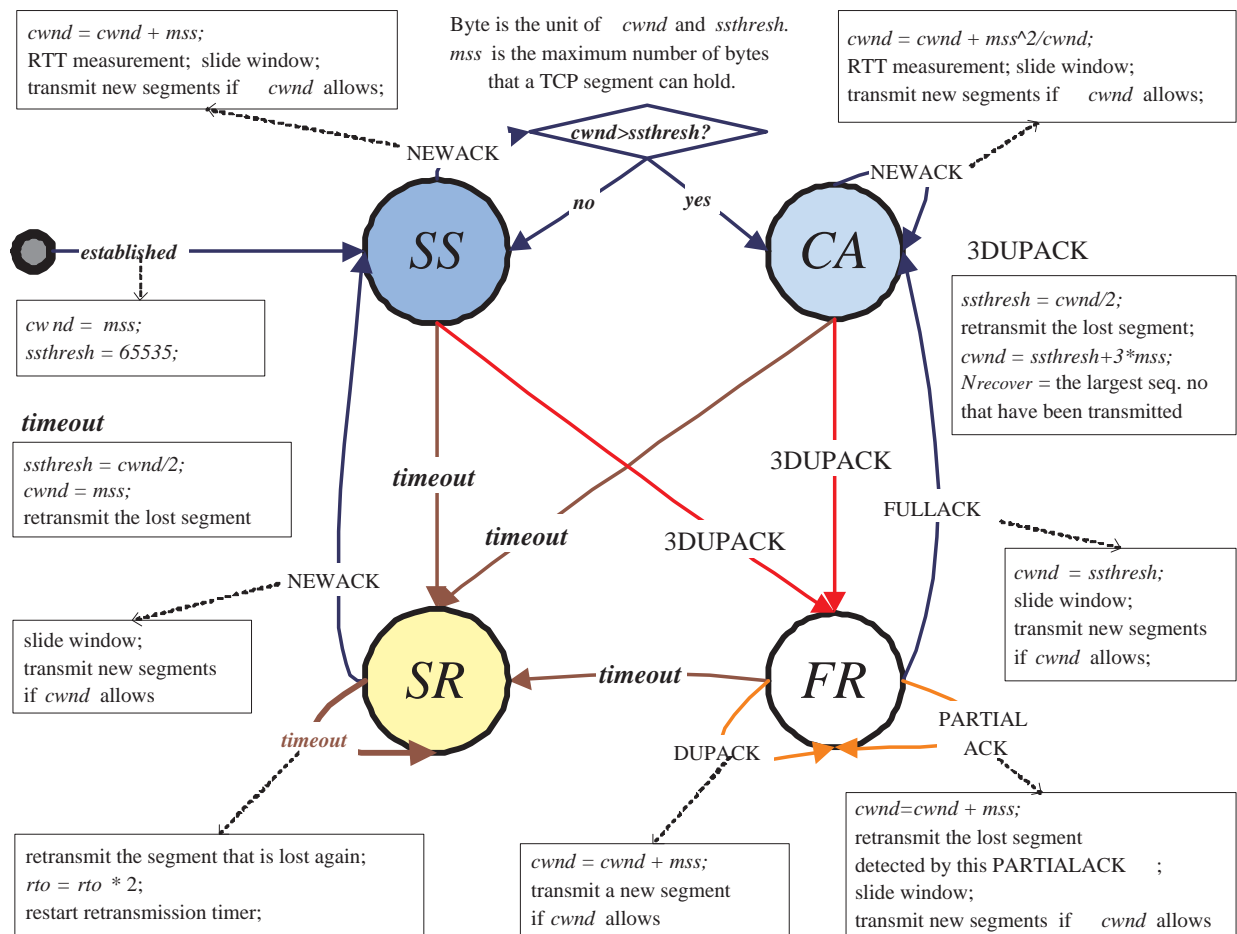 cwnd = cwnd + mss;
RTT measurement; slide window;
transmit new segments if cwnd allows;
Byte is the unit of cwnd and ssthresh.
mss is the maximum number of bytes
that a TCP segment can hold.
cwnd = cwnd + mss^2/cwnd;
RTT measurement; slide window;
transmit new segments if cwnd allows;
cwnd>ssthresh?
NEWACK
NEWACK
no
yes
established
SS
CA
3DUPACK
cwnd = mss;
ssthresh = 65535;
ssthresh = cwnd/2;
retransmit the lost segment;
cwnd = ssthresh+3*mss;
Nrecover = the largest seq. no
that have been transmitted
timeout
ssthresh = cwnd/2;
cwnd = mss;
retransmit the lost segment
timeout
3DUPACK
timeout
3DUPACK
FULLACK
NEWACK
cwnd = ssthresh;
slide window;
transmit new segments
if cwnd allows;
slide window;
transmit new segments
if cwnd allows
SR
timeout
FR
timeout
DUPACK
PARTIAL
ACK
retransmit the segment that is lost again;
rto = rto * 2;
restart retransmission timer;
cwnd = cwnd + mss;
transmit a new segment
if cwnd allows
cwnd=cwnd + mss;
retransmit the lost segment
detected by this PARTIALACK ;
slide window;
transmit new segments if cwnd allows